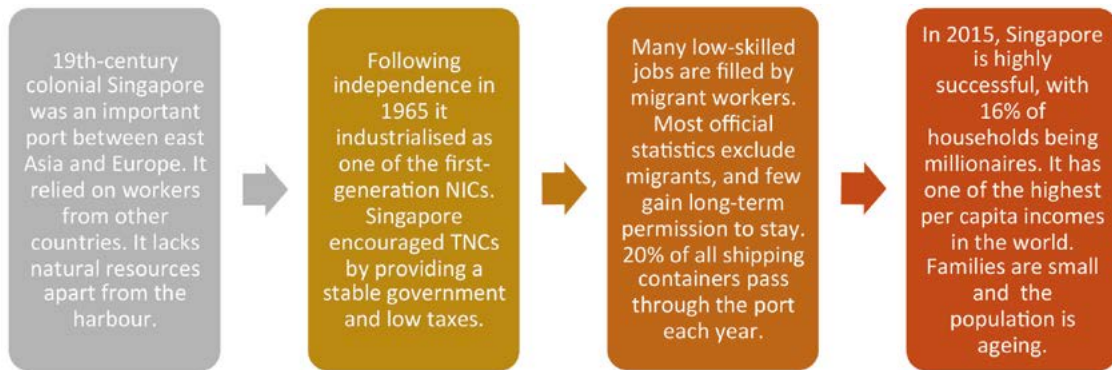 19th-century
colonial Singapore
was an important
port between east
Asia and Europe. It
relied on workers
from other
countries. It lacks
natural resources
apart from the
harbour.
Following
independence in
1965 it
industrialised as
one of the first-
generation NICs.
Singapore
encouraged TNCs
by providing a
stable government
and low taxes.
Many low-skilled
jobs are filled by
migrant workers.
Most official
statistics exclude
migrants, and few
gain long-term
permission to stay.
20% of all shipping
containers pass
through the port
each year.
In 2015, Singapore
is highly
successful, with
16% of
households being
millionaires. It has
one of the highest
per capita incomes
in the world.
Families are small
and the
population is
ageing.